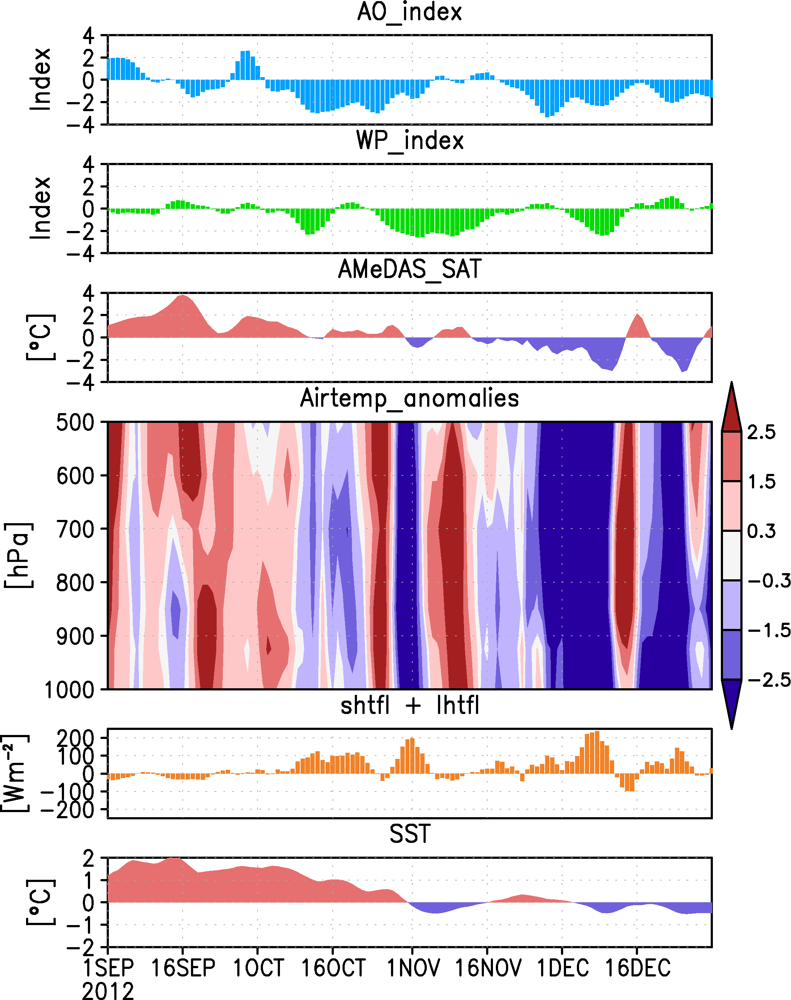 AO_index
Index
4
2
0
−2
−4
WP_index
Index
4
2
0
−2
−4
AMeDAS_SAT
[°C]
4
2
0
−2
−4
Airtemp_anomalies
[hPa]
500
600
700
800
900
1000
2.5
1.5
0.3
−0.3
−1.5
−2.5
shtfl + lhtfl
[Wm⁻²]
200
100
0
−100
−200
SST
[°C]
2
1
0
−1
−2
1SEP 16SEP 1OCT 16OCT 1NOV 16NOV 1DEC 16DEC
2012